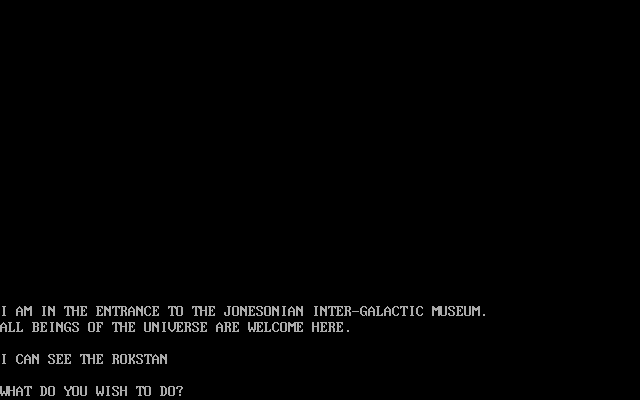 I AM IN THE ENTRANCE TO THE JONESONIAN INTER-GALACTIC MUSEUM.
ALL BEINGS OF THE UNIVERSE ARE WELCOME HERE.
I CAN SEE THE ROKSTAN
WHAT DO YOU WISH TO DO?